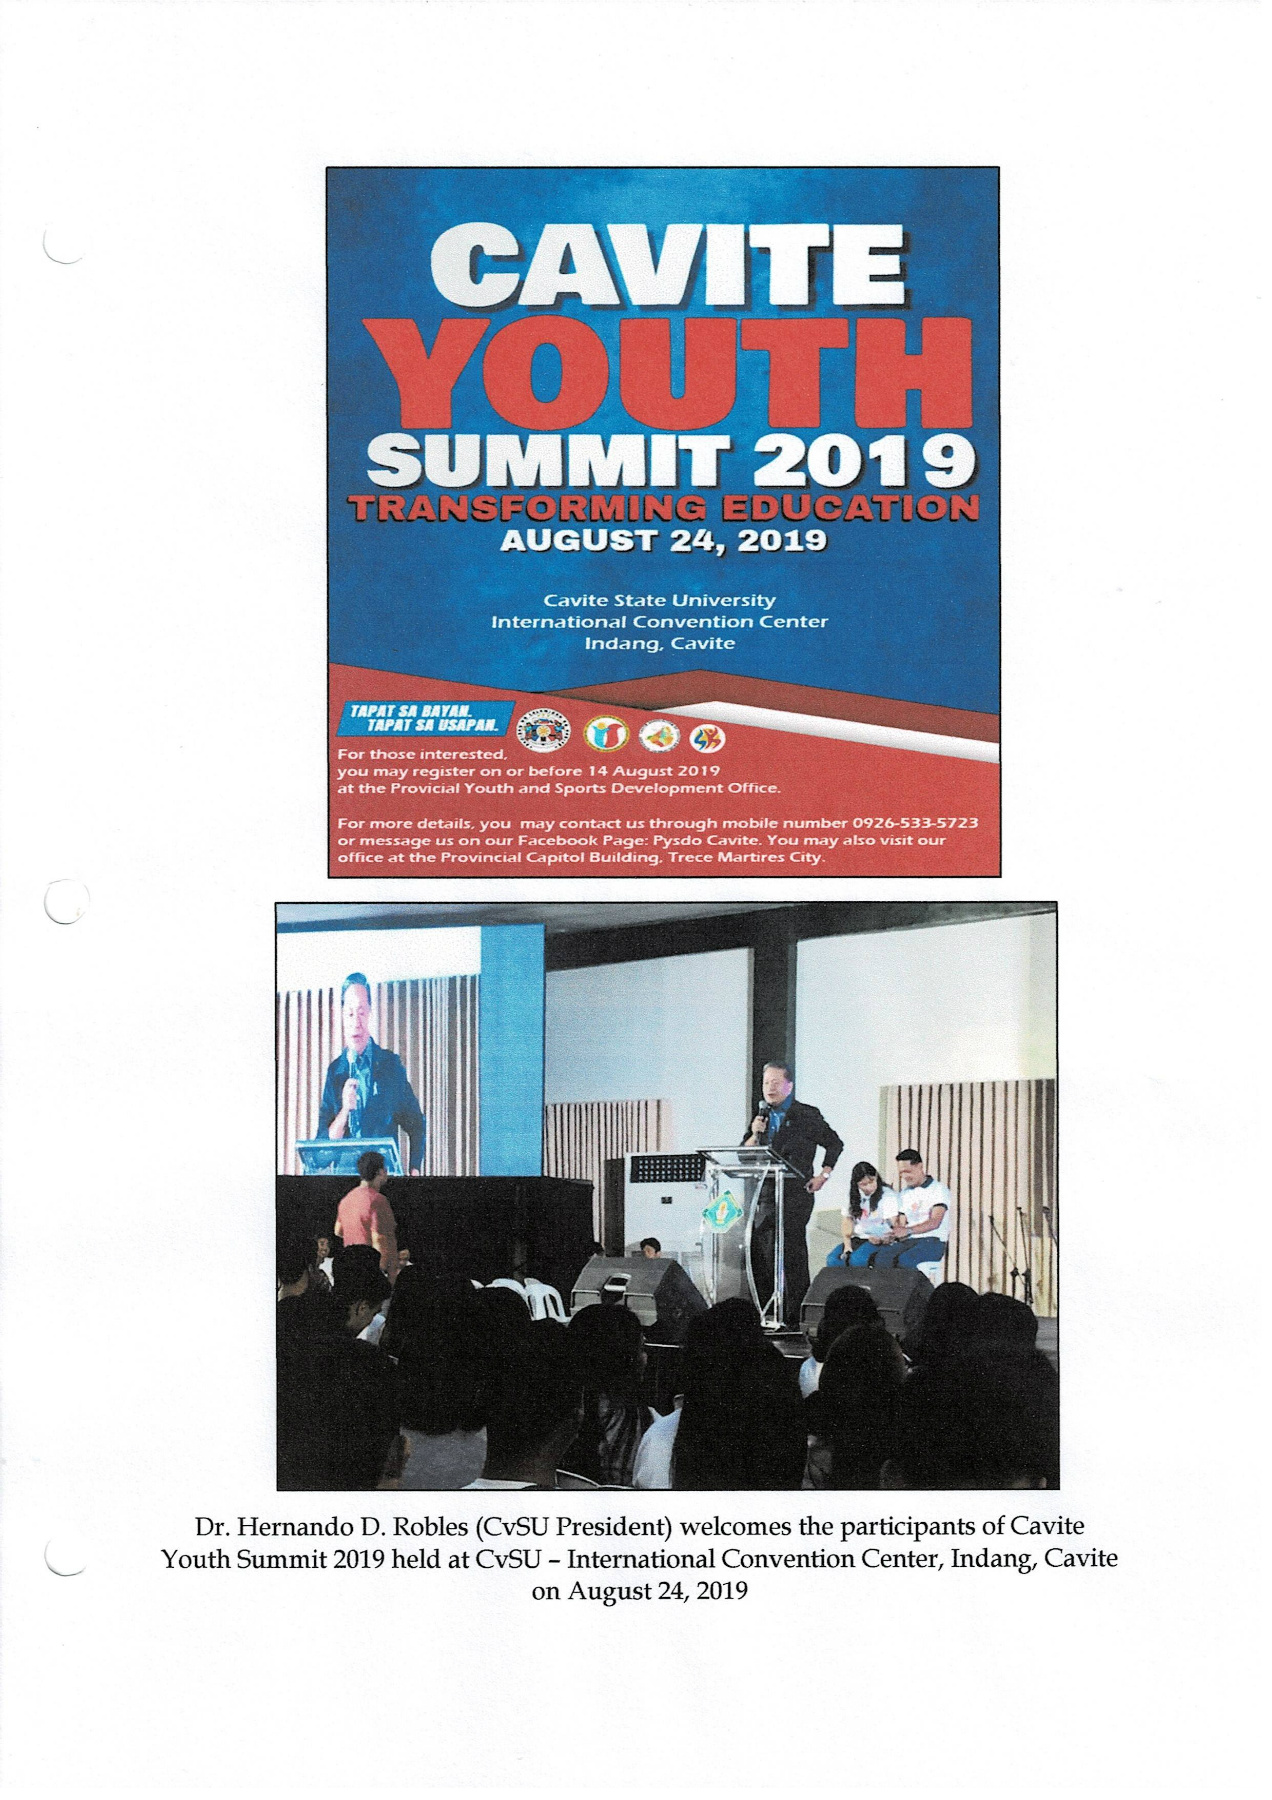 CAVITE
YOUTH
SUMMIT 2019
TRANSFORMING EDUCATION
AUGUST 24, 2019
Cavite State University
International Convention Center
Indang, Cavite
TAPAT SA BAYAN.
TAPAT SA USAPAN.
For those interested,
you may register on or before 14 August 2019
at the Provicial Youth and Sports Development Office.
For more details, you may contact us through mobile number 0926-533-5723
or message us on our Facebook Page: Pysdo Cavite. You may also visit our
office at the Provincial Capitol Building, Trece Martires City.
Dr. Hernando D. Robles (CvSU President) welcomes the participants of Cavite
Youth Summit 2019 held at CvSU – International Convention Center, Indang, Cavite
on August 24, 2019